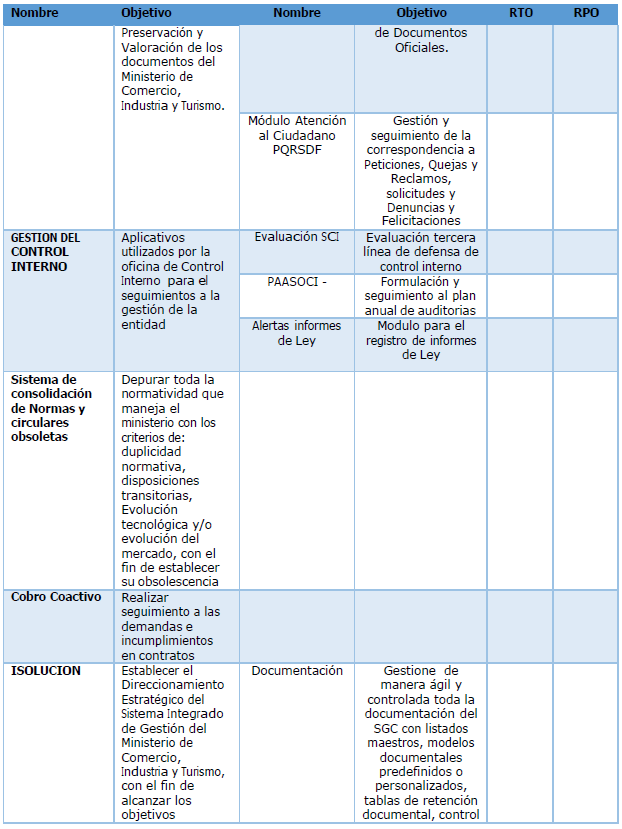 Nombre Objetivo Nombre Objetivo RTO RPO
Preservación y
Valoración de los
documentos del
Ministerio de
Comercio,
Industria y Turismo.
de Documentos
Oficiales.
Módulo Atención
al Ciudadano
PQRSDF
Gestión y
seguimiento de la
correspondencia a
Peticiones, Quejas y
Reclamos,
solicitudes y
Denuncias y
Felicitaciones
GESTION DEL
CONTROL
INTERNO
Aplicativos
utilizados por la
oficina de Control
Interno para el
seguimientos a la
gestión de la
entidad
Evaluación SCI
Evaluación tercera
línea de defensa de
control interno
PAASOCI -
Formulación y
seguimiento al plan
anual de auditorias
Alertas informes
de Ley
Modulo para el
registro de informes
de Ley
Sistema de
consolidación
de Normas y
circulares
obsoletas
Depurar toda la
normatividad que
maneja el
ministerio con los
criterios de:
duplicidad
normativa,
disposiciones
transitorias,
Evolución
tecnológica y/o
evolución del
mercado, con el
fin de establecer
su obsolescencia
Cobro Coactivo
Realizar
seguimiento a las
demandas e
incumplimientos
en contratos
ISOLUCION
Establecer el
Direccionamiento
Estratégico del
Sistema Integrado
de Gestión del
Ministerio de
Comercio,
Industria y Turismo,
con el fin de
alcanzar los
objetivos
Documentación
Gestione de
manera ágil y
controlada toda la
documentación del
SGC con listados
maestros, modelos
documentales
predefinidos o
personalizados,
tablas de retención
documental, control